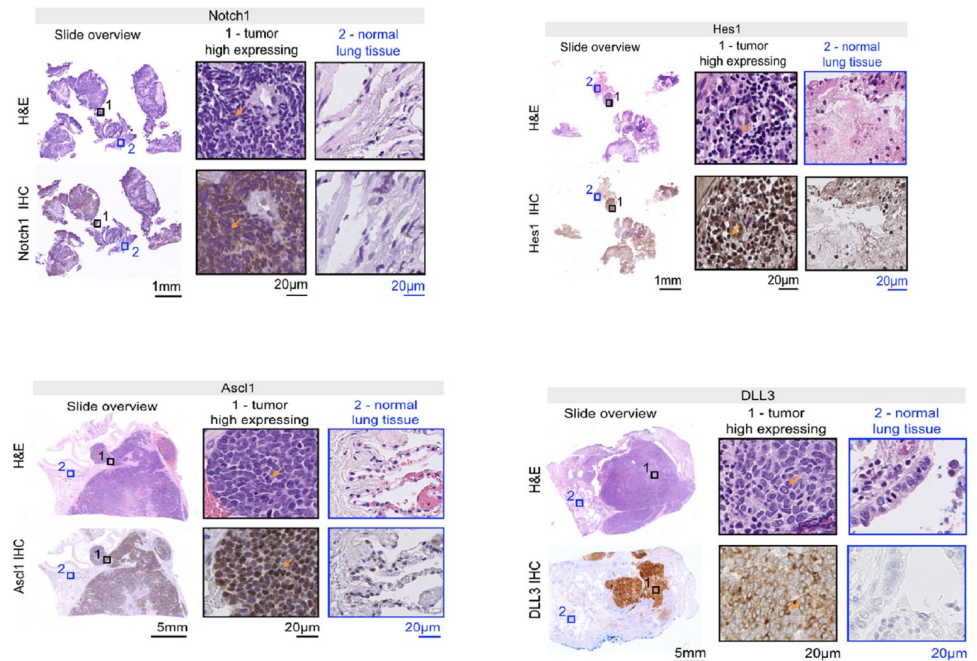 Notch1
Slide overview
1 - tumor
high expressing
2 - normal
lung tissue
H&E
1
2
Notch1 IHC
1
2
1mm
20µm
20µm
Hes1
Slide overview
1 - tumor
high expressing
2 - normal
lung tissue
H&E
2
1
Hes1 IHC
2
1
1mm
20µm
20µm
Ascl1
Slide overview
1 - tumor
high expressing
2 - normal
lung tissue
H&E
1
2
Ascl1 IHC
1
2
5mm
20µm
20µm
DLL3
Slide overview
1 - tumor
high expressing
2 - normal
lung tissue
H&E
1
2
DLL3 IHC
1
2
5mm
20µm
20µm